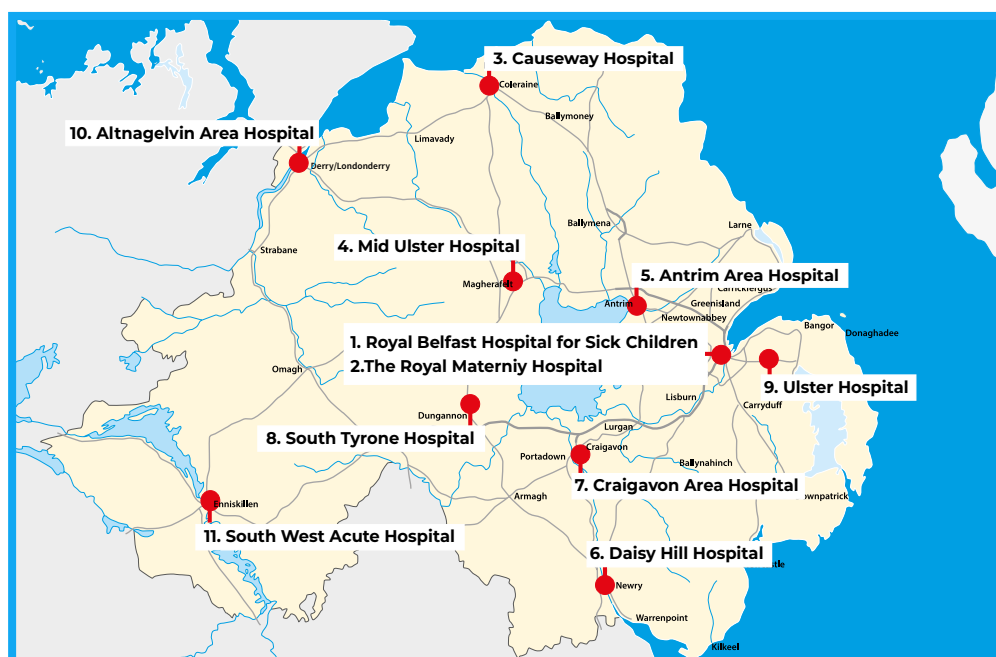 3. Causeway Hospital
Coleraine
Ballymoney
10. Altnagelvin Area Hospital
Limavady
Derry/Londonderry
Ballymena
Larne
4. Mid Ulster Hospital
Strabane
5. Antrim Area Hospital
Magherafelt
Carrickfergus
Antrim
Greenisland
Newtownabbey
Bangor
Donaghadee
1. Royal Belfast Hospital for Sick Children
2.The Royal Materniy Hospital
Omagh
9. Ulster Hospital
Lisburn
Carryduff
Dungannon
Lurgan
8. South Tyrone Hospital
Craigavon
Portadown
Ballynahinch
7. Craigavon Area Hospital
Armagh
ownpatrick
Enniskillen
11. South West Acute Hospital
6. Daisy Hill Hospital
stle
Newry
Warrenpoint
Kilkeel